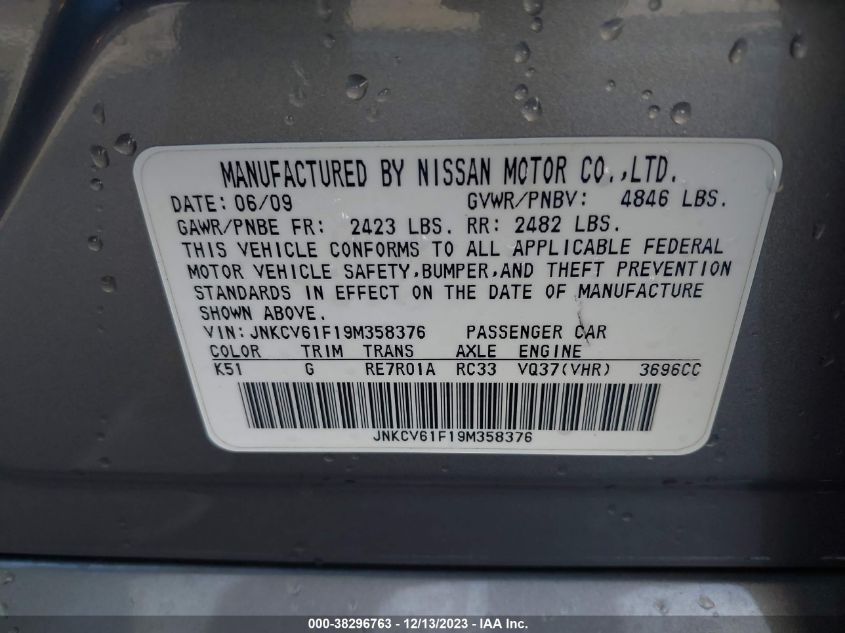 MANUFACTURED BY NISSAN MOTOR CO.,LTD.
DATE: 06/09 GVWR/PNBV: 4846 LBS.
GAWR/PNBE FR: 2423 LBS. RR: 2482 LBS.
THIS VEHICLE CONFORMS TO ALL APPLICABLE FEDERAL
MOTOR VEHICLE SAFETY,BUMPER,AND THEFT PREVENTION
STANDARDS IN EFFECT ON THE DATE OF MANUFACTURE
SHOWN ABOVE.
VIN:JNKCV61F19M358376 PASSENGER CAR
COLOR TRIM TRANS AXLE ENGINE
K51 G RE7R01A RC33 VQ37(VHR) 3696CC
JNKCV61F19M358376
000-38296763 - 12/13/2023 - IAA Inc.